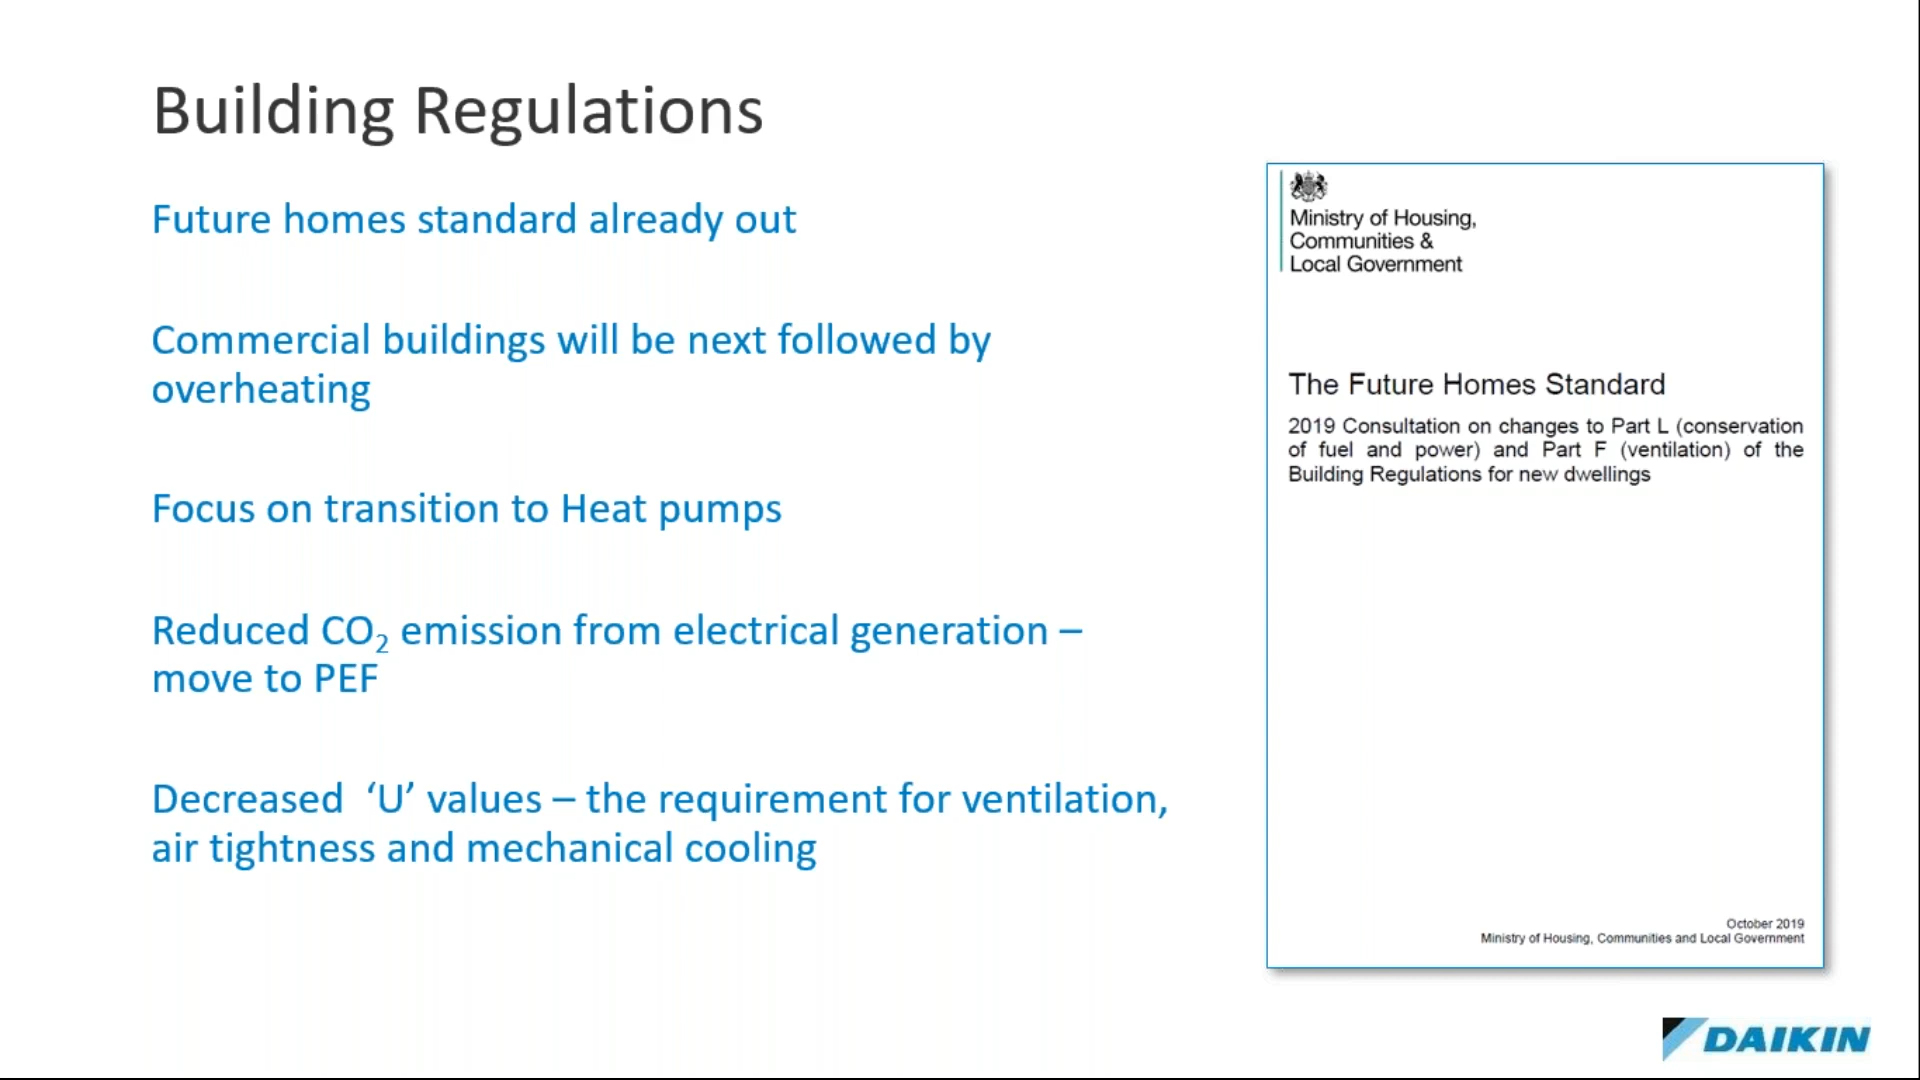 Building Regulations
Future homes standard already out
Commercial buildings will be next followed by
overheating
Focus on transition to Heat pumps
Reduced CO₂ emission from electrical generation –
move to PEF
Decreased  ‘U’ values – the requirement for ventilation,
air tightness and mechanical cooling
Ministry of Housing,
Communities &
Local Government
The Future Homes Standard
2019 Consultation on changes to Part L (conservation
of fuel and power) and Part F (ventilation) of the
Building Regulations for new dwellings
October 2019
Ministry of Housing, Communities and Local Government
DAIKIN